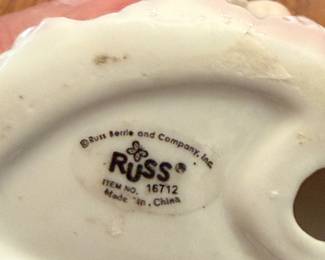 ©Russ Berrie and Company, Inc.
RUSS®
ITEM NO. 16712
Made in China